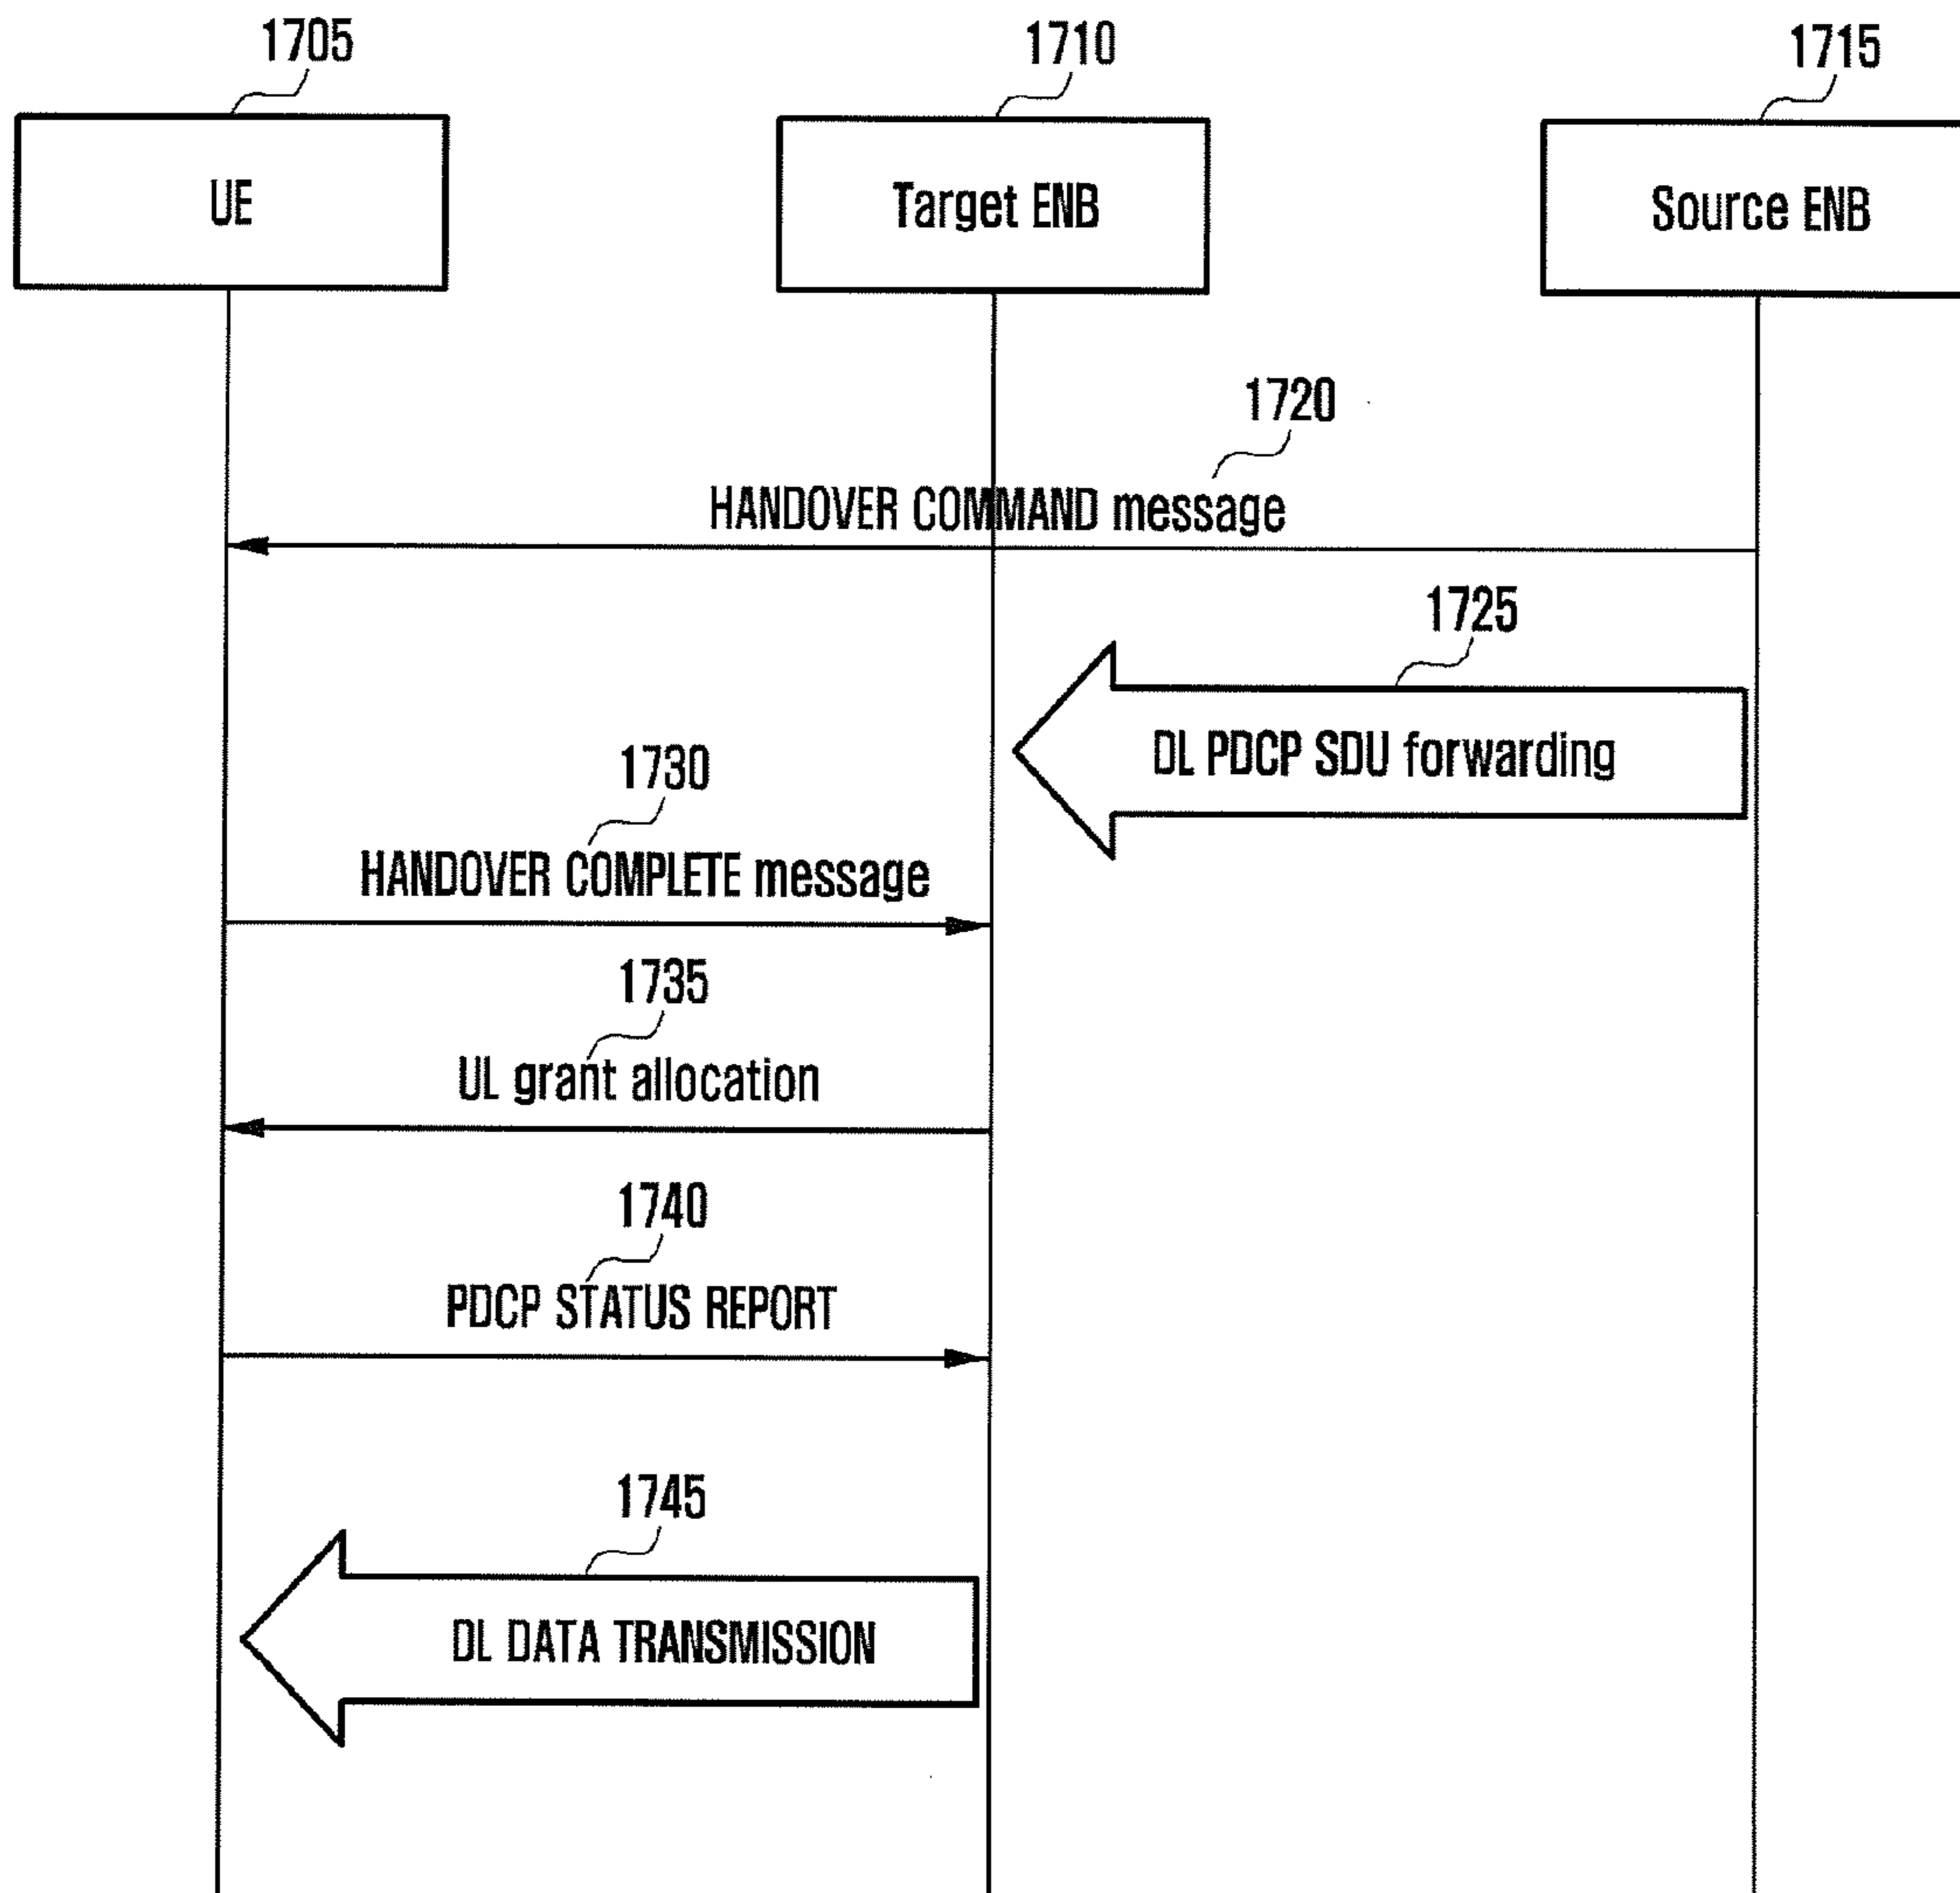 1705
1710
1715
UE
Target ENB
Source ENB
1720
HANDOVER COMMAND message
1725
DL PDCP SDU forwarding
1730
HANDOVER COMPLETE message
1735
UL grant allocation
1740
PDCP STATUS REPORT
1745
DL DATA TRANSMISSION